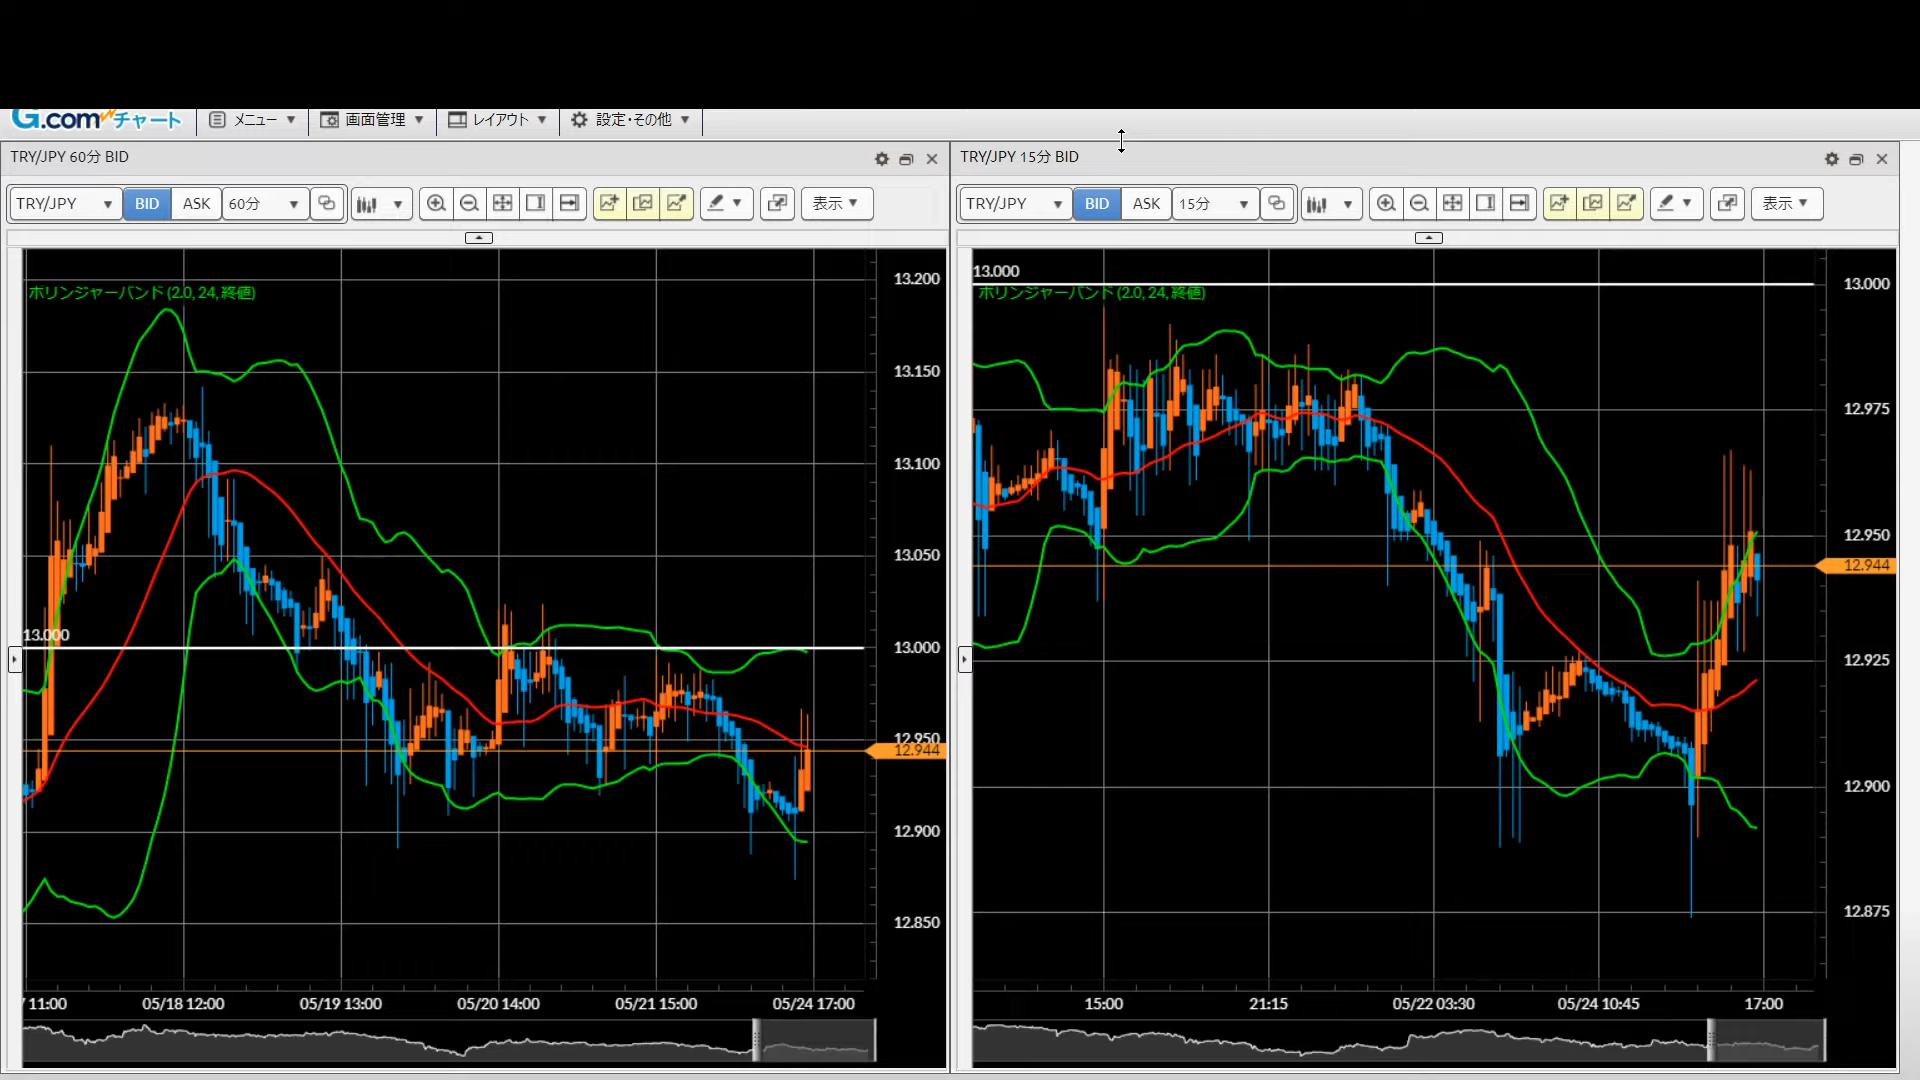 G.com チャート メニュー 画面管理 レイアウト 設定・その他
TRY/JPY 60分 BID
TRY/JPY BID ASK 60分 表示
ボリンジャーバンド (2.0, 24, 終値)
13.000
13.200
13.150
13.100
13.050
13.000
12.950
12.944
12.900
12.850
11:00 05/18 12:00 05/19 13:00 05/20 14:00 05/21 15:00 05/24 17:00
TRY/JPY 15分 BID
TRY/JPY BID ASK 15分 表示
13.000
ボリンジャーバンド (2.0, 24, 終値)
13.000
12.975
12.950
12.944
12.925
12.900
12.875
15:00 21:15 05/22 03:30 05/24 10:45 17:00